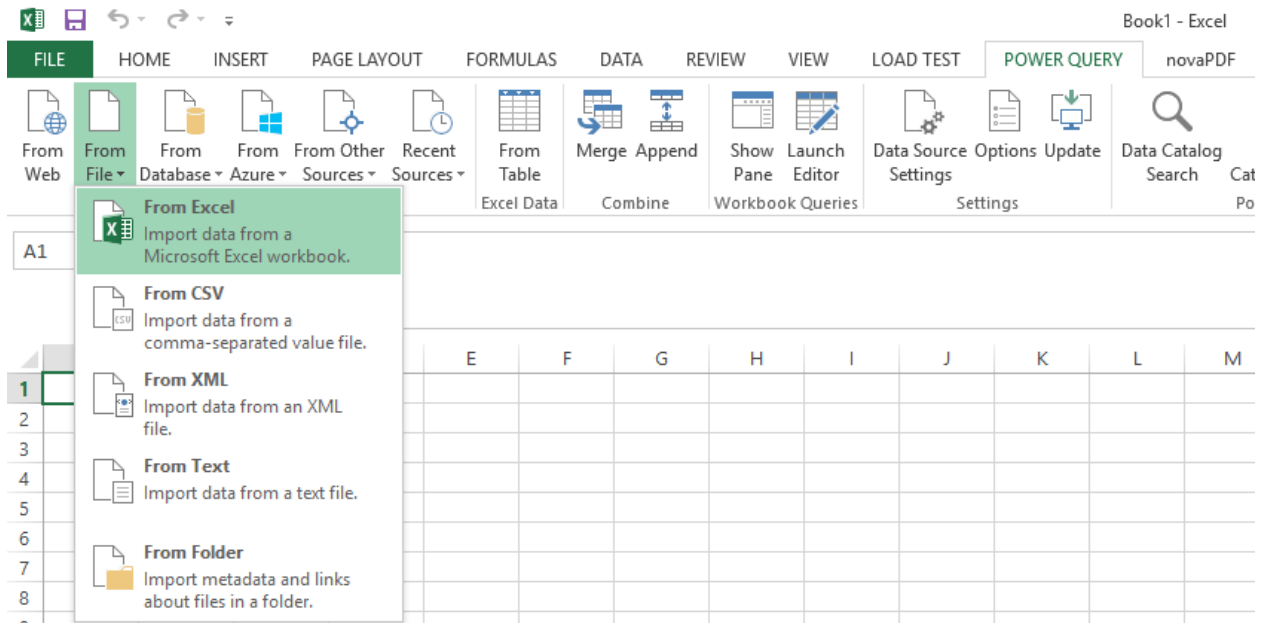 Book1 - Excel
FILE HOME INSERT PAGE LAYOUT FORMULAS DATA REVIEW VIEW LOAD TEST POWER QUERY novaPDF
From Web
From File
From Database
From Azure
From Other Sources
Recent Sources
From Table
Merge Append
Show Pane
Launch Editor
Data Source Settings
Options Update
Data Catalog Search
Excel Data Combine Workbook Queries Settings
From Excel
Import data from a
Microsoft Excel workbook.
From CSV
CSV
Import data from a
comma-separated value file.
From XML
Import data from an XML
file.
From Text
Import data from a text file.
From Folder
Import metadata and links
about files in a folder.
A1
E F G H I J K L M
1
2
3
4
5
6
7
8